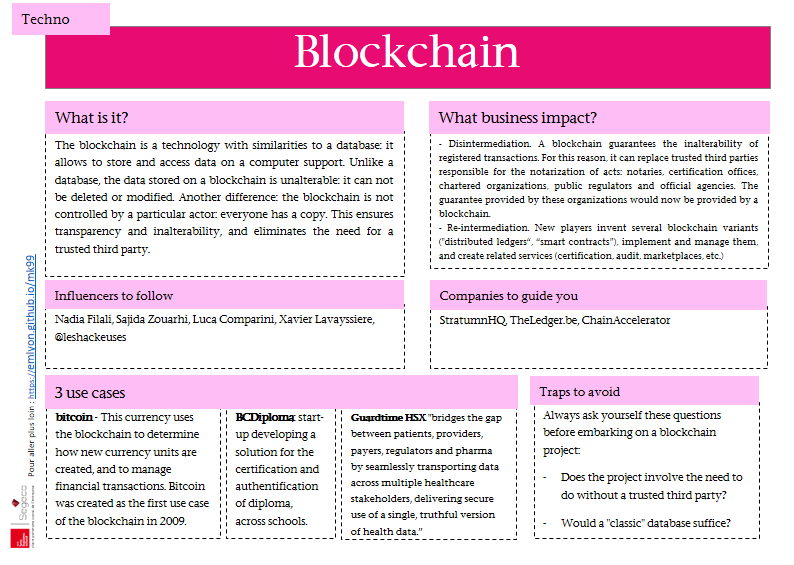 Techno
Blockchain
What is it?
The blockchain is a technology with similarities to a database: it
allows to store and access data on a computer support. Unlike a
database, the data stored on a blockchain is unalterable: it can not
be deleted or modified. Another difference: the blockchain is not
controlled by a particular actor: everyone has a copy. This ensures
transparency and inalterability, and eliminates the need for a
trusted third party.
What business impact?
- Disintermediation. A blockchain guarantees the inalterability of
registered transactions. For this reason, it can replace trusted third parties
responsible for the notarization of acts: notaries, certification offices,
chartered organizations, public regulators and official agencies. The
guarantee provided by these organizations would now be provided by a
blockchain.
- Re-intermediation. New players invent several blockchain variants
("distributed ledgers", "smart contracts"), implement and manage them,
and create related services (certification, audit, marketplaces, etc.)
Influencers to follow
Nadia Filali, Sajida Zouarhi, Luca Comparini, Xavier Lavayssiere,
@leshackeuses
Companies to guide you
StratumnHQ, TheLedger.be, ChainAccelerator
3 use cases
bitcoin - This currency uses
the blockchain to determine
how new currency units are
created, and to manage
financial transactions. Bitcoin
was created as the first use case
of the blockchain in 2009.
BCDiploma: start-
up developing a
solution for the
certification and
authentification
of diploma,
across schools.
Guardtime HSX "bridges the gap
between patients, providers,
payers, regulators and pharma
by seamlessly transporting data
across multiple healthcare
stakeholders, delivering secure
use of a single, truthful version
of health data."
Traps to avoid
Always ask yourself these questions
before embarking on a blockchain
project:
- Does the project involve the need to
do without a trusted third party?
- Would a "classic" database suffice?
Pour aller plus loin : https://emlyon.github.io/mk99
Segeco